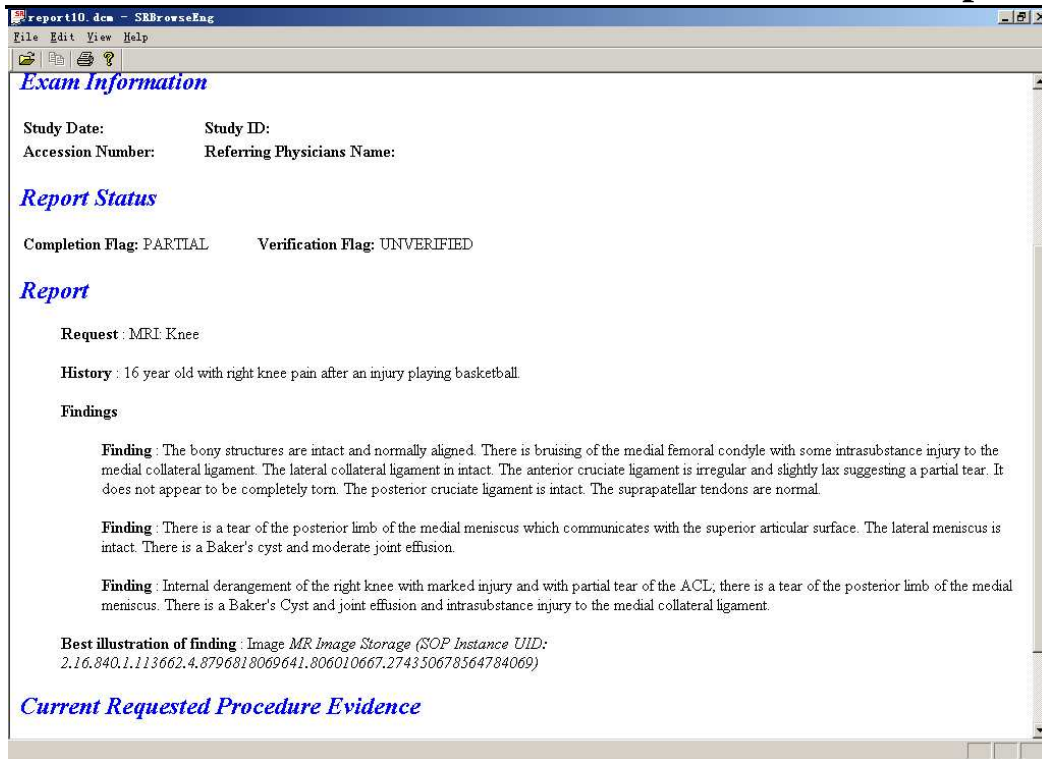 report10.dcm - SRBrowseEng
File Edit View Help
Exam Information
Study Date: Study ID:
Accession Number: Referring Physicians Name:
Report Status
Completion Flag: PARTIAL Verification Flag: UNVERIFIED
Report
Request : MRI: Knee
History : 16 year old with right knee pain after an injury playing basketball.
Findings
Finding : The bony structures are intact and normally aligned. There is bruising of the medial femoral condyle with some intrasubstance injury to the
medial collateral ligament. The lateral collateral ligament in intact. The anterior cruciate ligament is irregular and slightly lax suggesting a partial tear. It
does not appear to be completely torn. The posterior cruciate ligament is intact. The suprapatellar tendons are normal.
Finding : There is a tear of the posterior limb of the medial meniscus which communicates with the superior articular surface. The lateral meniscus is
intact. There is a Baker's cyst and moderate joint effusion.
Finding : Internal derangement of the right knee with marked injury and with partial tear of the ACL; there is a tear of the posterior limb of the medial
meniscus. There is a Baker's Cyst and joint effusion and intrasubstance injury to the medial collateral ligament.
Best illustration of finding : Image MR Image Storage (SOP Instance UID:
2.16.840.1.113662.4.8796818069641.806010667.274350678564784069)
Current Requested Procedure Evidence